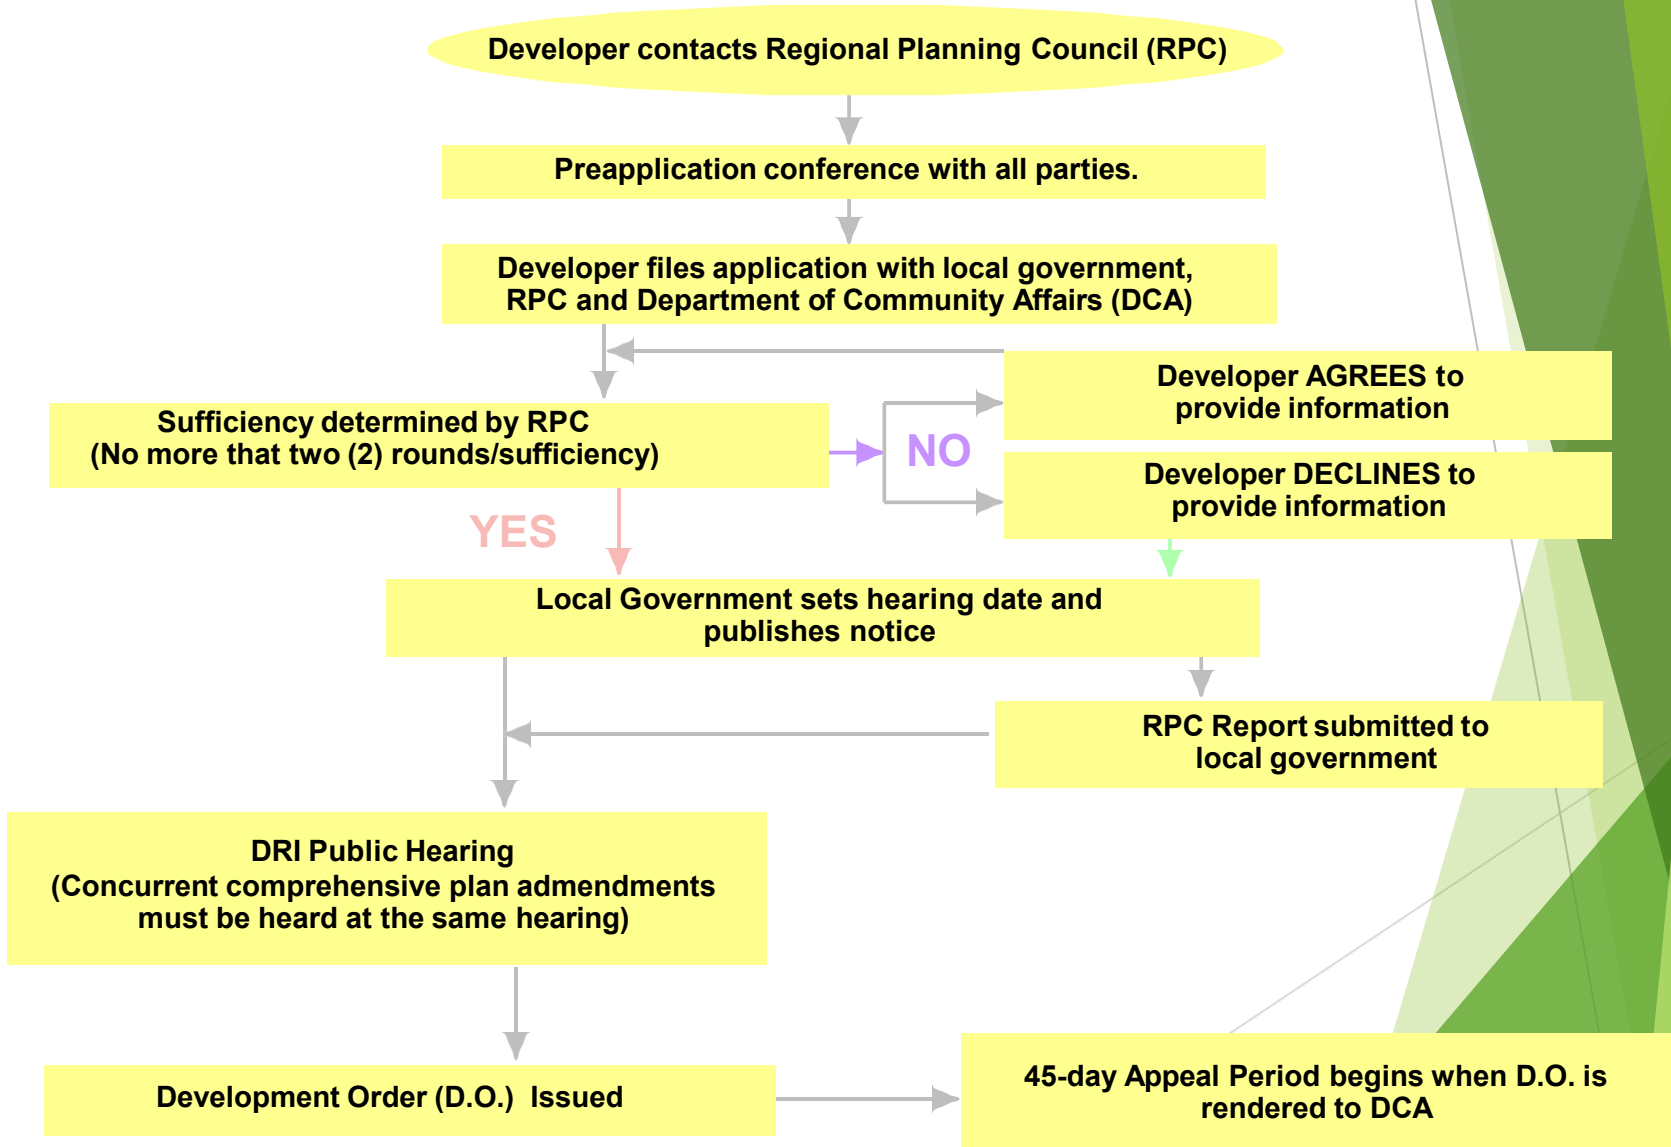 Developer contacts Regional Planning Council (RPC)
Preapplication conference with all parties.
Developer files application with local government,
RPC and Department of Community Affairs (DCA)
Developer AGREES to
provide information
Sufficiency determined by RPC
(No more that two (2) rounds/sufficiency)
NO
Developer DECLINES to
provide information
YES
Local Government sets hearing date and
publishes notice
RPC Report submitted to
local government
DRI Public Hearing
(Concurrent comprehensive plan admendments
must be heard at the same hearing)
Development Order (D.O.) Issued
45-day Appeal Period begins when D.O. is
rendered to DCA